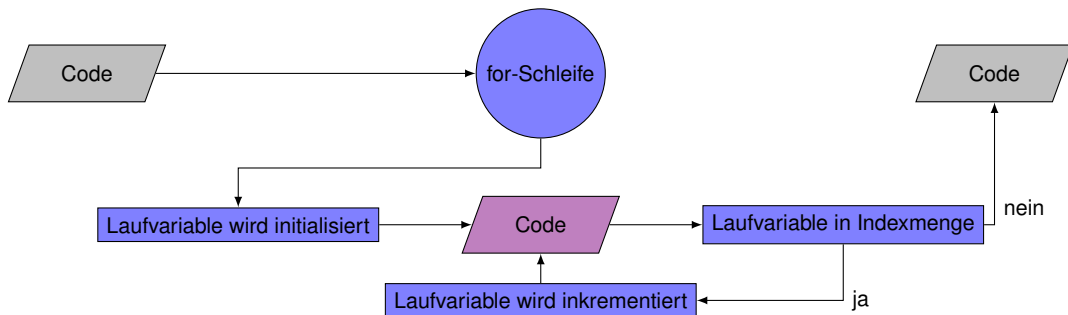 Code
for-Schleife
Code
Laufvariable wird initialisiert
Code
Laufvariable in Indexmenge
nein
Laufvariable wird inkrementiert
ja